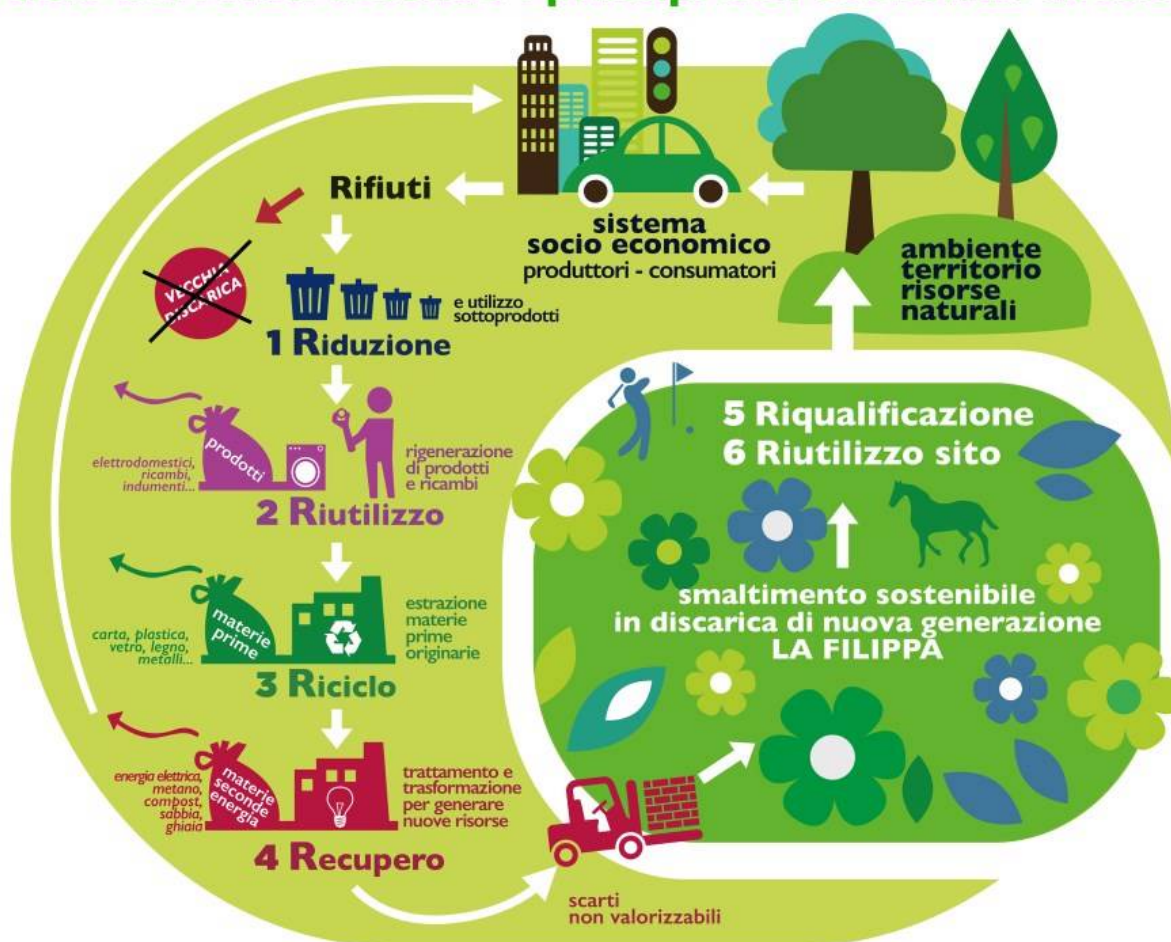 Rifiuti
sistema
socio economico
produttori - consumatori
ambiente
territorio
risorse
naturali
VECCHIA
DISCARICA
e utilizzo
sottoprodotti
1 Riduzione
prodotti
elettrodomestici,
ricambi,
indumenti...
rigenerazione
di prodotti
e ricambi
2 Riutilizzo
materie
prime
carta, plastica,
vetro, legno,
metalli...
estrazione
materie
prime
originarie
3 Riciclo
materie
seconde
energia
energia elettrica,
metano,
compost,
sabbia,
ghiaia
trattamento e
trasformazione
per generare
nuove risorse
4 Recupero
scarti
non valorizzabili
5 Riqualificazione
6 Riutilizzo sito
smaltimento sostenibile
in discarica di nuova generazione
LA FILIPPA